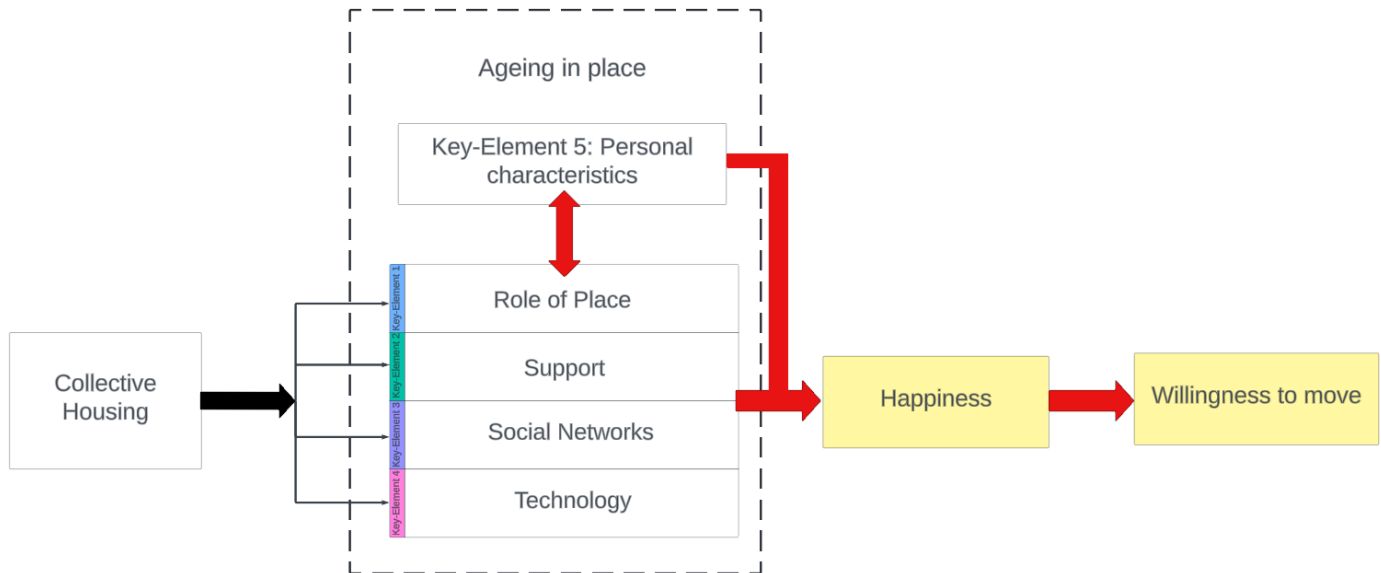 Ageing in place
Key-Element 5: Personal
characteristics
Key-Element 1
Role of Place
Key-Element 2
Support
Key-Element 3
Social Networks
Key-Element 4
Technology
Collective
Housing
Happiness
Willingness to move